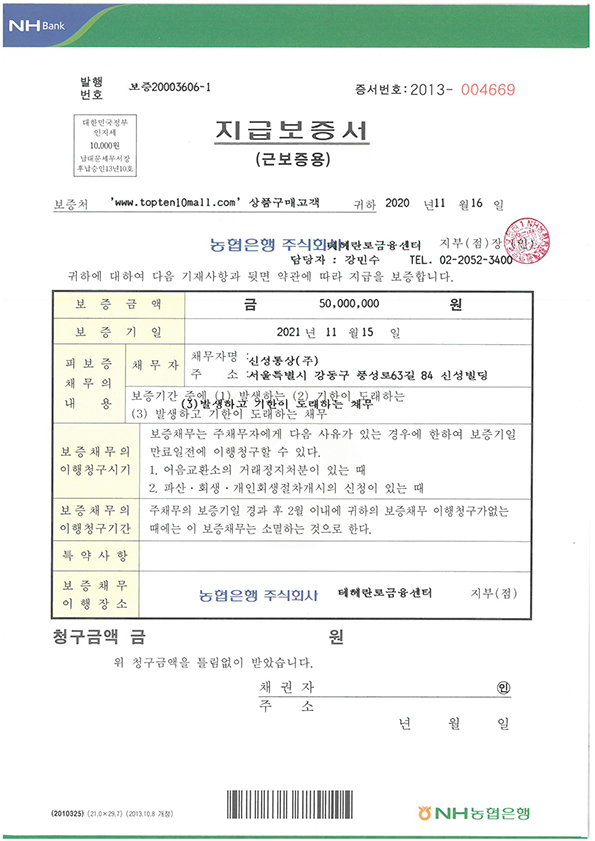 NH Bank
발행
번호
보증20003606-1
증서번호:2013- 004669
대한민국정부
인지세
10,000원
남대문세무서장
후납승인13년10호
지급보증서
(근보증용)
보증처 'www.topten10mall.com' 상품구매고객 귀하 2020 년11 월16 일
농협은행 주식회사 테헤란로금융센터 지부(점)장 (인)
담당자 : 강민수 TEL. 02-2052-3400
귀하에 대하여 다음 기재사항과 뒷면 약관에 따라 지급을 보증합니다.
보 증 금 액 금 50,000,000 원
보 증 기 일 2021 년 11 월 15 일
피 보 증
채 무 의
내 용
채 무 자
채무자명 :신성통상(주)
주 소 :서울특별시 강동구 풍성로63길 84 신성빌딩
보증기간 중에 (1) 발생하는 (2) 기한이 도래하는
(3)발생하고 기한이 도래하는 채무
(3) 발생하고 기한이 도래하는 채무
보증채무의
이행청구시기
보증채무는 주채무자에게 다음 사유가 있는 경우에 한하여 보증기일
만료일전에 이행청구할 수 있다.
1. 어음교환소의 거래정지처분이 있는 때
2. 파산·회생·개인회생절차개시의 신청이 있는 때
보증채무의
이행청구기간
주채무의 보증기일 경과 후 2월 이내에 귀하의 보증채무 이행청구가없는
때에는 이 보증채무는 소멸하는 것으로 한다.
특 약 사 항
보 증 채 무
이 행 장 소
농협은행 주식회사 테헤란로금융센터 지부(점)
청구금액 금 원
위 청구금액을 틀림없이 받았습니다.
채 권 자 인
주 소
년 월 일
(2010325) (21.0×29.7) (2013.10.8 개정)
NH농협은행